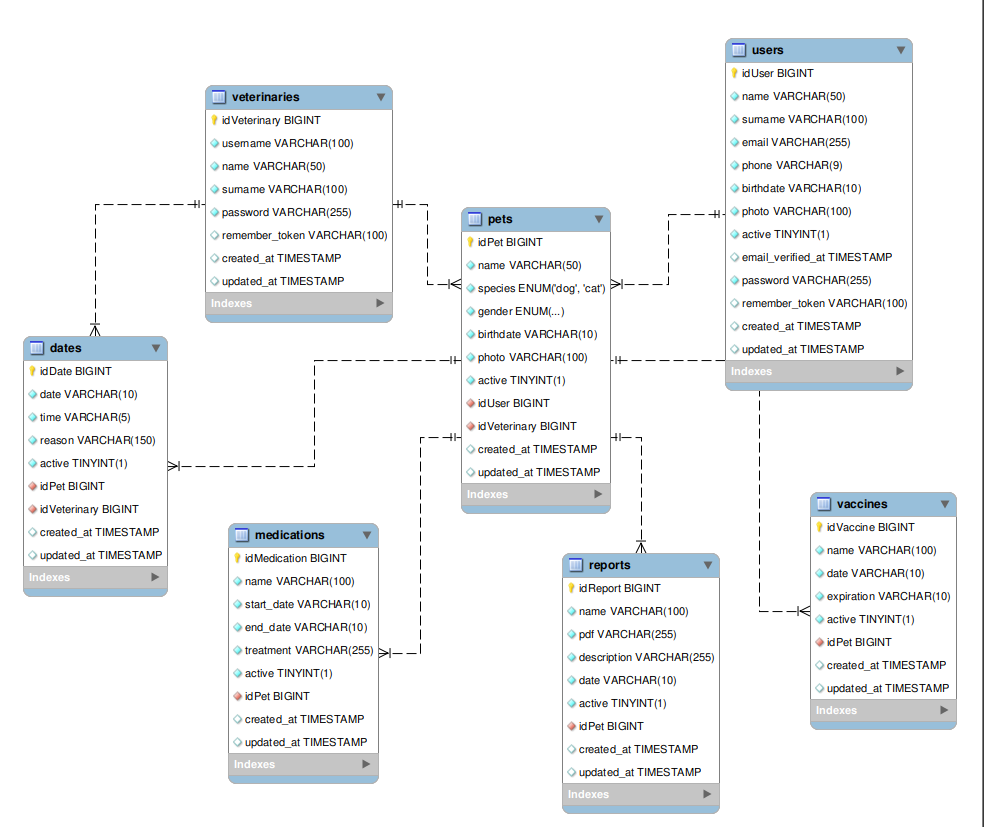 users
idUser BIGINT
name VARCHAR(50)
surname VARCHAR(100)
email VARCHAR(255)
phone VARCHAR(9)
birthdate VARCHAR(10)
photo VARCHAR(100)
active TINYINT(1)
email_verified_at TIMESTAMP
password VARCHAR(255)
remember_token VARCHAR(100)
created_at TIMESTAMP
updated_at TIMESTAMP
Indexes
veterinaries
idVeterinary BIGINT
username VARCHAR(100)
name VARCHAR(50)
surname VARCHAR(100)
password VARCHAR(255)
remember_token VARCHAR(100)
created_at TIMESTAMP
updated_at TIMESTAMP
Indexes
pets
idPet BIGINT
name VARCHAR(50)
species ENUM('dog', 'cat')
gender ENUM(...)
birthdate VARCHAR(10)
photo VARCHAR(100)
active TINYINT(1)
idUser BIGINT
idVeterinary BIGINT
created_at TIMESTAMP
updated_at TIMESTAMP
Indexes
dates
idDate BIGINT
date VARCHAR(10)
time VARCHAR(5)
reason VARCHAR(150)
active TINYINT(1)
idPet BIGINT
idVeterinary BIGINT
created_at TIMESTAMP
updated_at TIMESTAMP
Indexes
medications
idMedication BIGINT
name VARCHAR(100)
start_date VARCHAR(10)
end_date VARCHAR(10)
treatment VARCHAR(255)
active TINYINT(1)
idPet BIGINT
created_at TIMESTAMP
updated_at TIMESTAMP
Indexes
reports
idReport BIGINT
name VARCHAR(100)
pdf VARCHAR(255)
description VARCHAR(255)
date VARCHAR(10)
active TINYINT(1)
idPet BIGINT
created_at TIMESTAMP
updated_at TIMESTAMP
Indexes
vaccines
idVaccine BIGINT
name VARCHAR(100)
date VARCHAR(10)
expiration VARCHAR(10)
active TINYINT(1)
idPet BIGINT
created_at TIMESTAMP
updated_at TIMESTAMP
Indexes